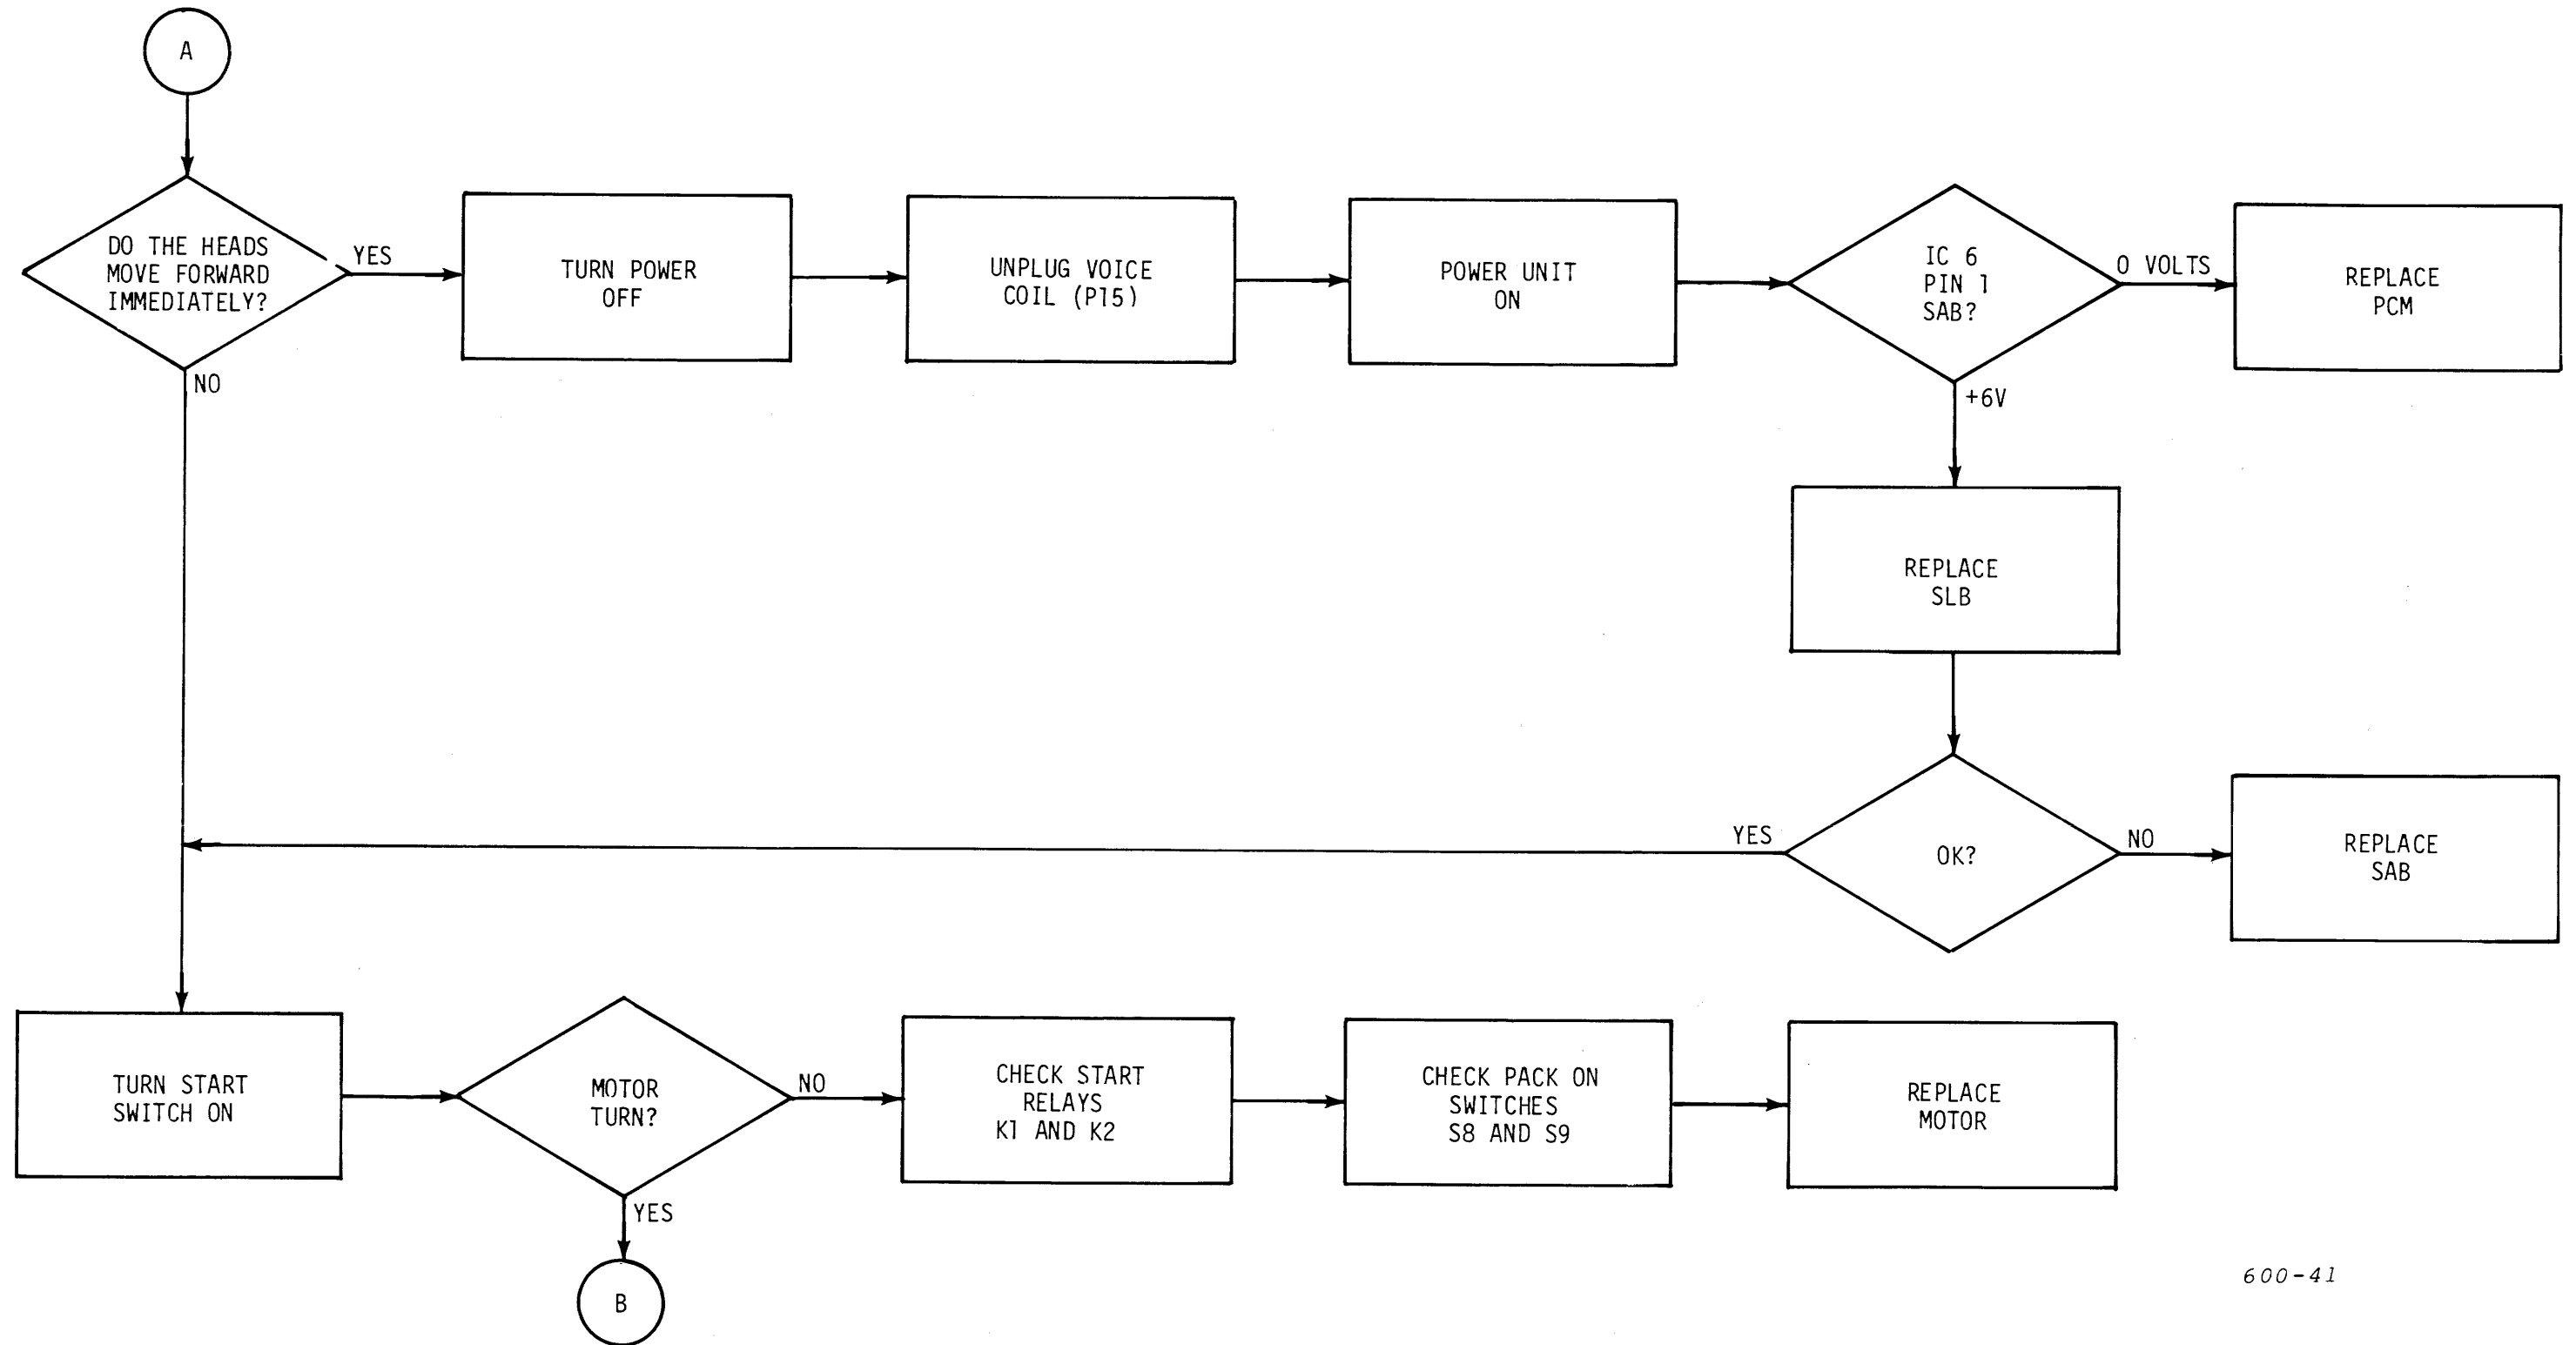 A
DO THE HEADS
MOVE FORWARD
IMMEDIATELY?
YES
NO
TURN POWER
OFF
UNPLUG VOICE
COIL (P15)
POWER UNIT
ON
IC 6
PIN 1
SAB?
0 VOLTS
+6V
REPLACE
PCM
REPLACE
SLB
OK?
YES
NO
REPLACE
SAB
TURN START
SWITCH ON
MOTOR
TURN?
NO
YES
CHECK START
RELAYS
K1 AND K2
CHECK PACK ON
SWITCHES
S8 AND S9
REPLACE
MOTOR
B
600-41